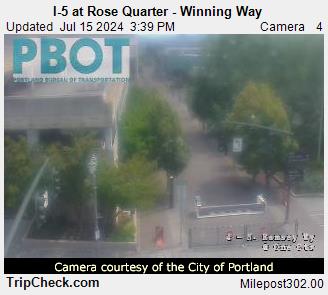 I-5 at Rose Quarter - Winning Way
Updated Jul 15 2024 3:39 PM Camera 4
PBOT
PORTLAND BUREAU OF TRANSPORTATION
Camera courtesy of the City of Portland
TripCheck.com Milepost302.00